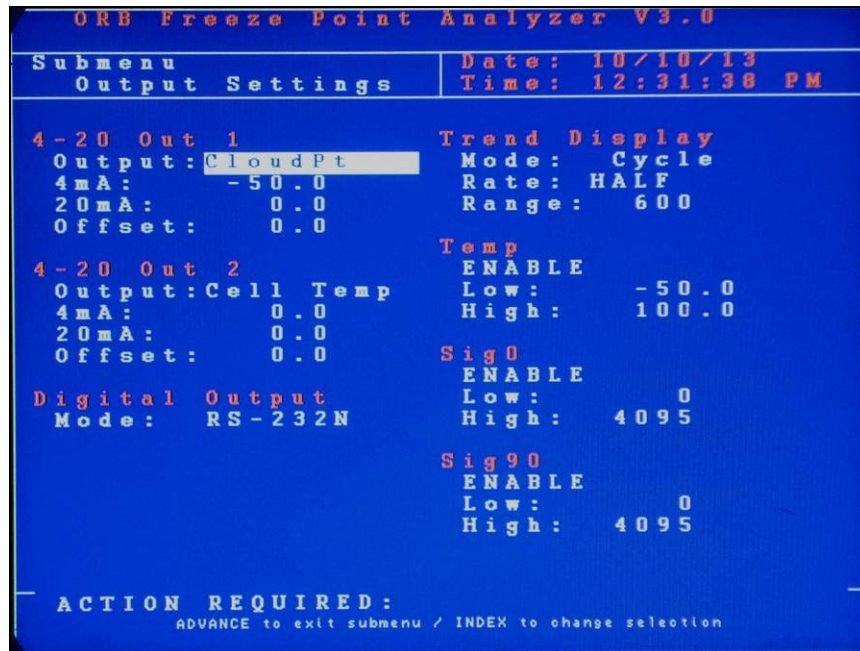 ORB Freeze Point Analyzer V3.0
Submenu
Output Settings
Date: 10/10/13
Time: 12:31:38 PM
4-20 Out 1
Output:CloudPt
4mA: -50.0
20mA: 0.0
Offset: 0.0
4-20 Out 2
Output:Cell Temp
4mA: 0.0
20mA: 0.0
Offset: 0.0
Digital Output
Mode: RS-232N
Trend Display
Mode: Cycle
Rate: HALF
Range: 600
Temp
ENABLE
Low: -50.0
High: 100.0
Sig0
ENABLE
Low: 0
High: 4095
Sig90
ENABLE
Low: 0
High: 4095
ACTION REQUIRED:
ADVANCE to exit submenu / INDEX to change selection